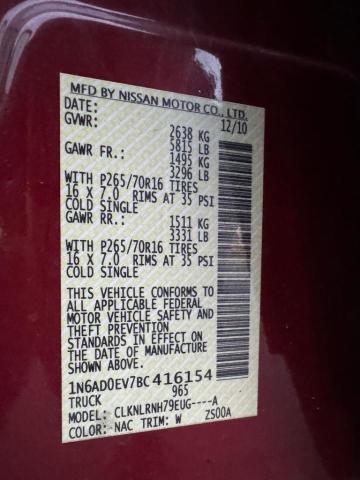 MFD BY NISSAN MOTOR CO., LTD.
DATE: 12/10
GVWR: 2638 KG
5815 LB
GAWR FR.: 1495 KG
3296 LB
WITH P265/70R16 TIRES
16 X 7.0 RIMS AT 35 PSI
COLD SINGLE
GAWR RR.: 1511 KG
3331 LB
WITH P265/70R16 TIRES
16 X 7.0 RIMS AT 35 PSI
COLD SINGLE
THIS VEHICLE CONFORMS TO
ALL APPLICABLE FEDERAL
MOTOR VEHICLE SAFETY AND
THEFT PREVENTION
STANDARDS IN EFFECT ON
THE DATE OF MANUFACTURE
SHOWN ABOVE.
1N6AD0EV7BC416154
TRUCK 965
MODEL: CLKNLRNH79EUG----A
COLOR: NAC TRIM: W ZS00A